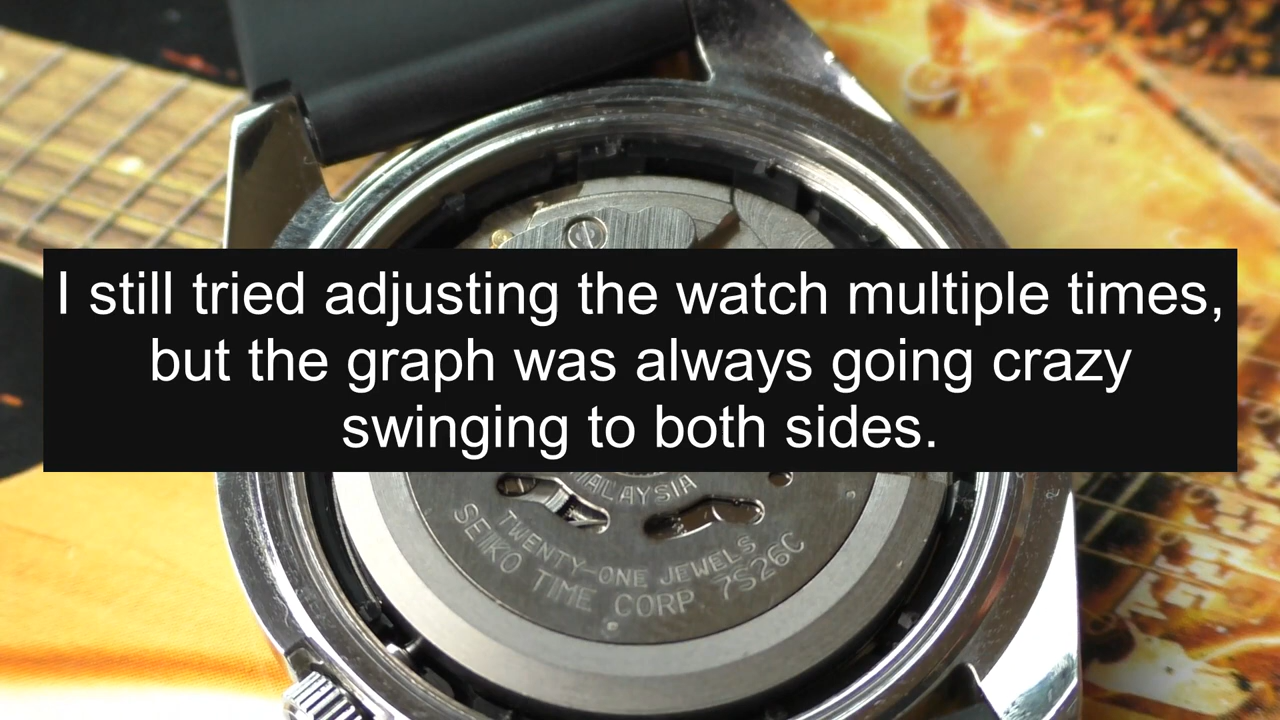 I still tried adjusting the watch multiple times,
but the graph was always going crazy
swinging to both sides.
MALAYSIA
TWENTY-ONE JEWELS
SEIKO TIME CORP 7S26C